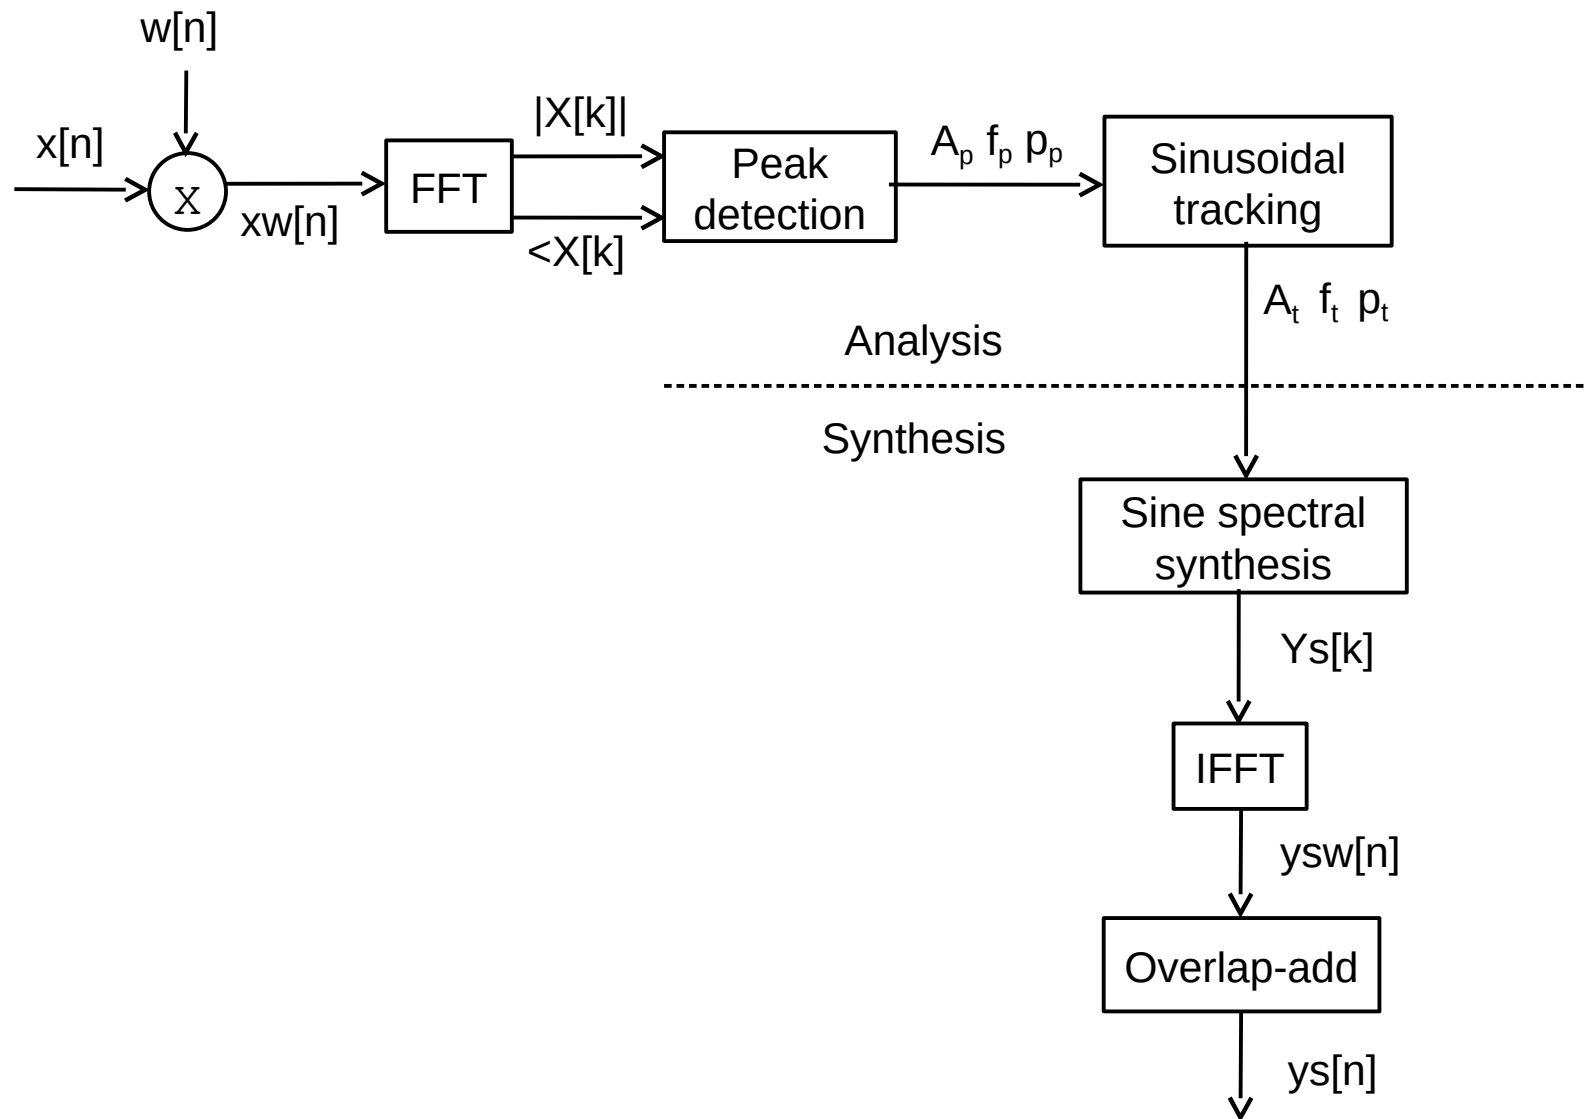 w[n]
x[n]
X
xw[n]
FFT
|X[k]|
<X[k]
Peak
detection
Ap fp pp
Sinusoidal
tracking
At ft pt
Analysis
Synthesis
Sine spectral
synthesis
Ys[k]
IFFT
ysw[n]
Overlap-add
ys[n]